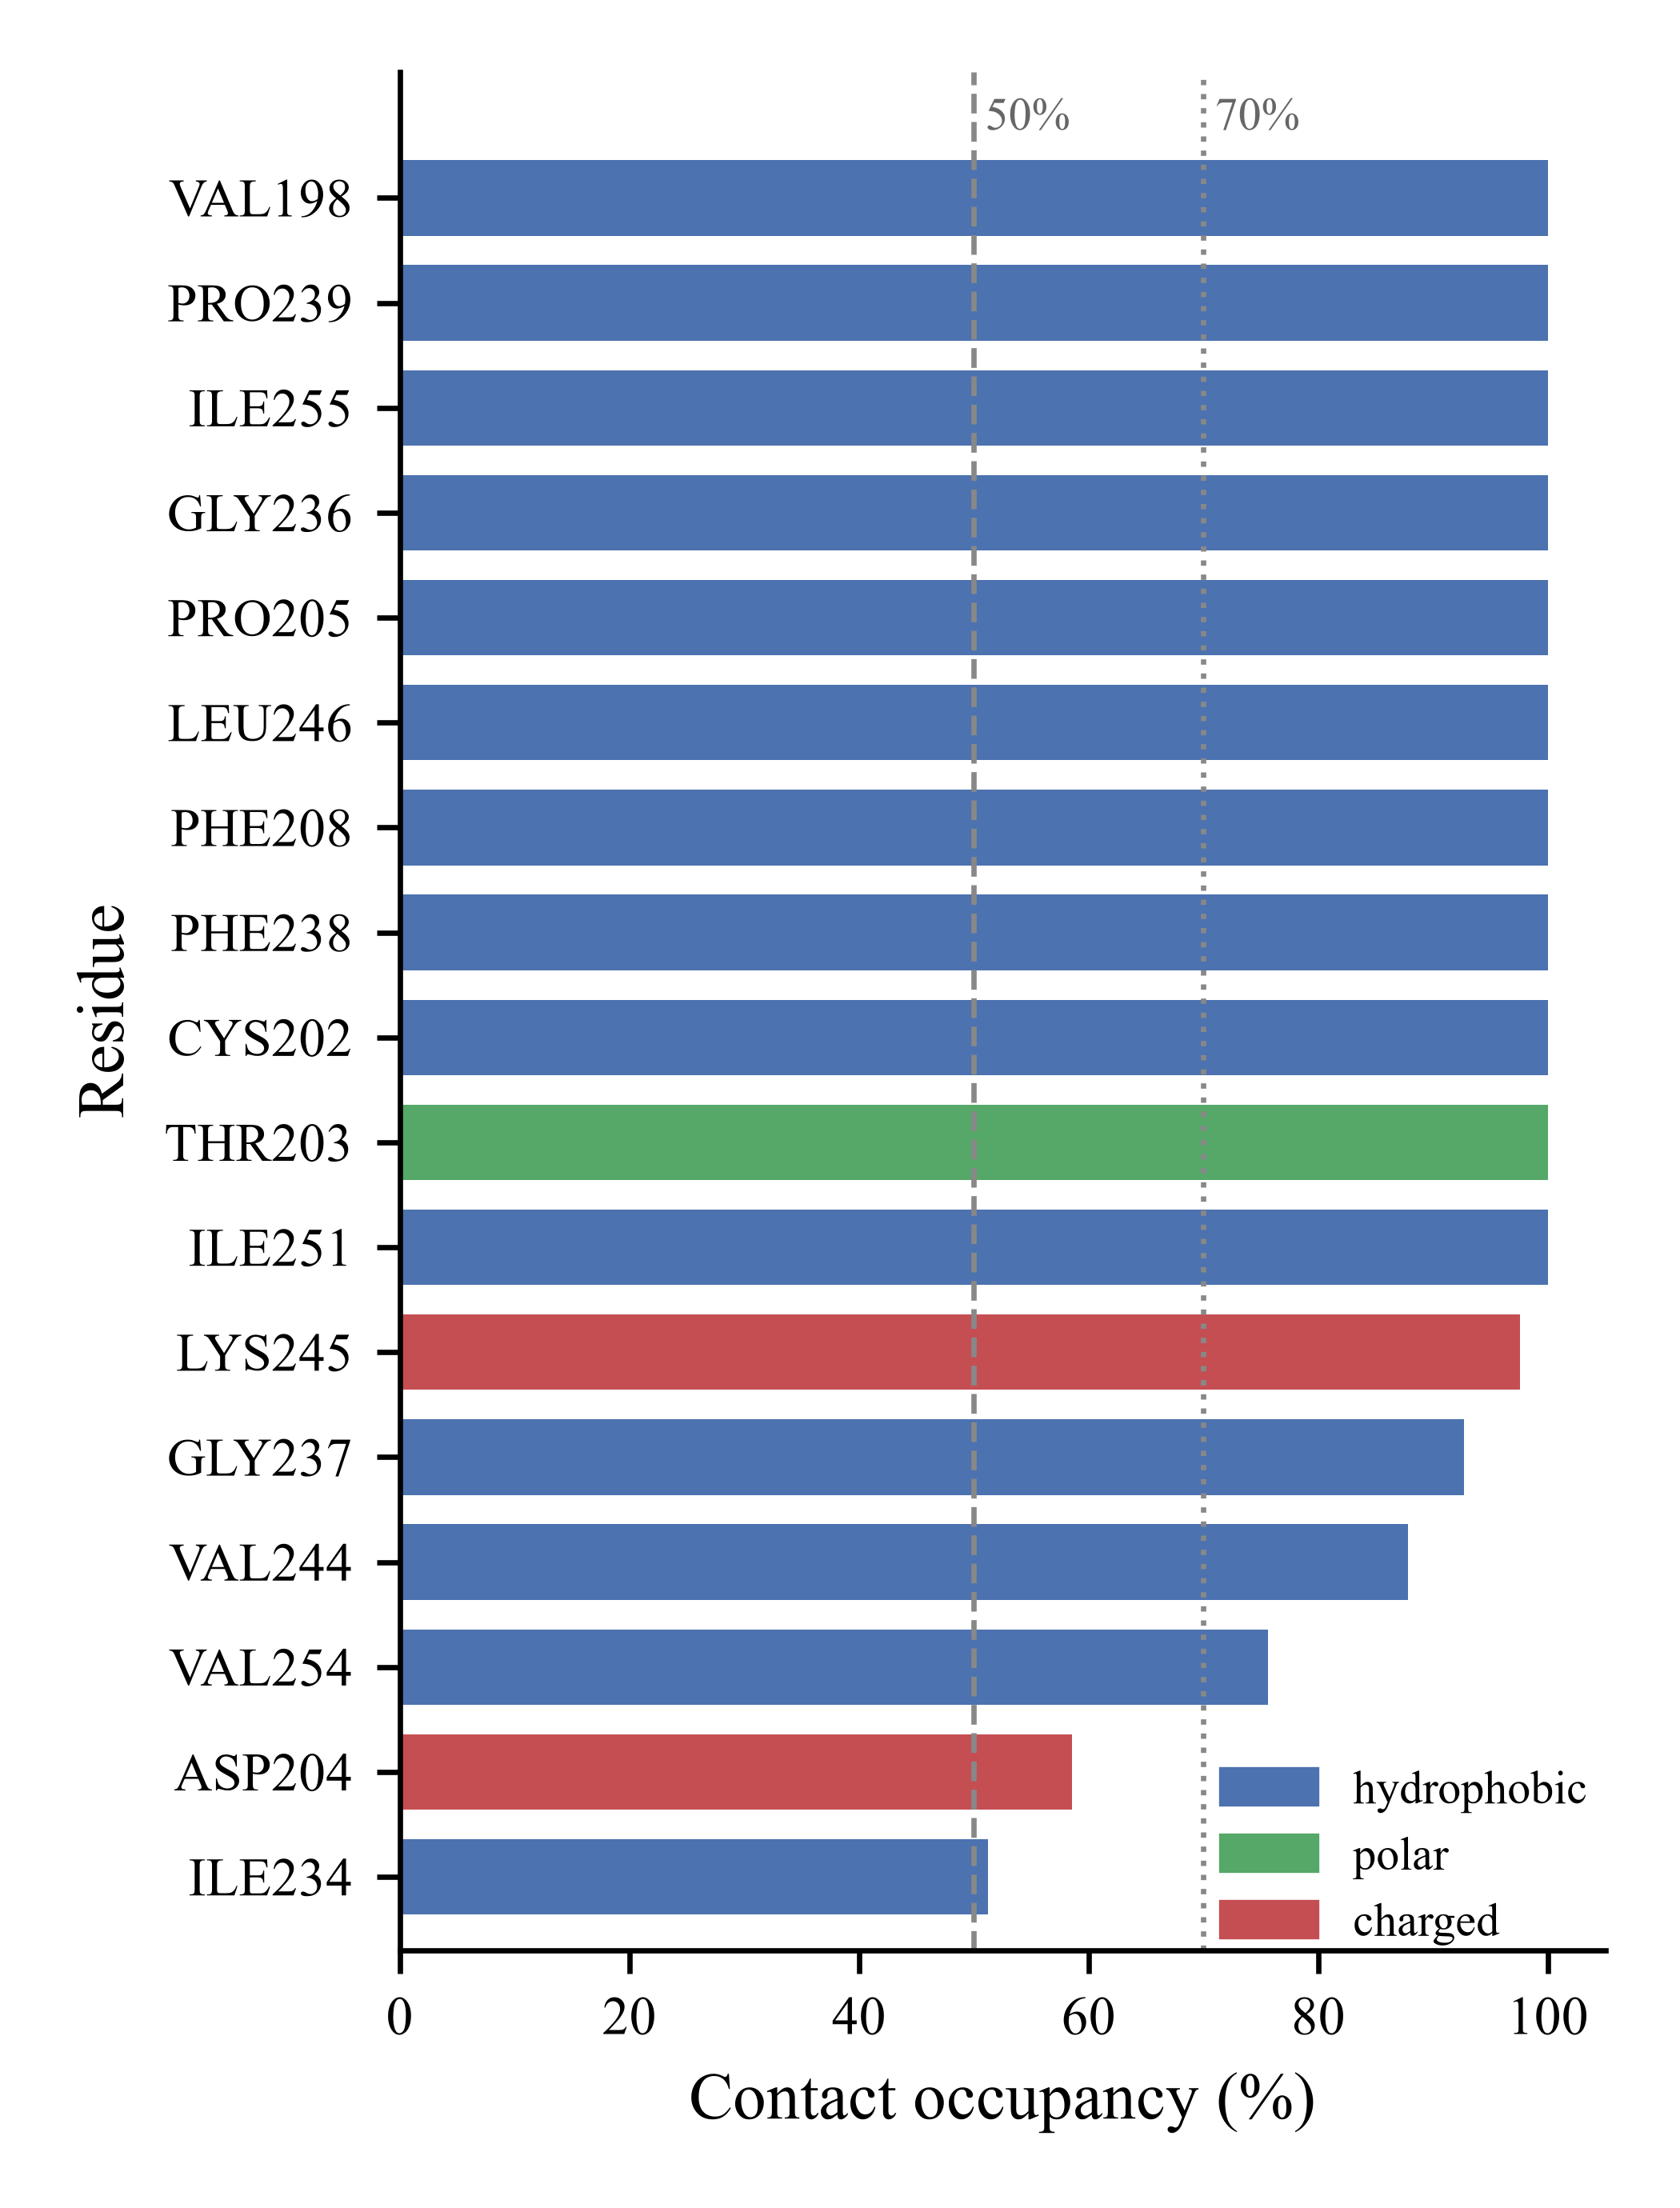 50% 70%
VAL198
PRO239
ILE255
GLY236
PRO205
LEU246
PHE208
PHE238
CYS202
THR203
ILE251
LYS245
GLY237
VAL244
VAL254
ASP204
ILE234
Residue
hydrophobic
polar
charged
0 20 40 60 80 100
Contact occupancy (%)